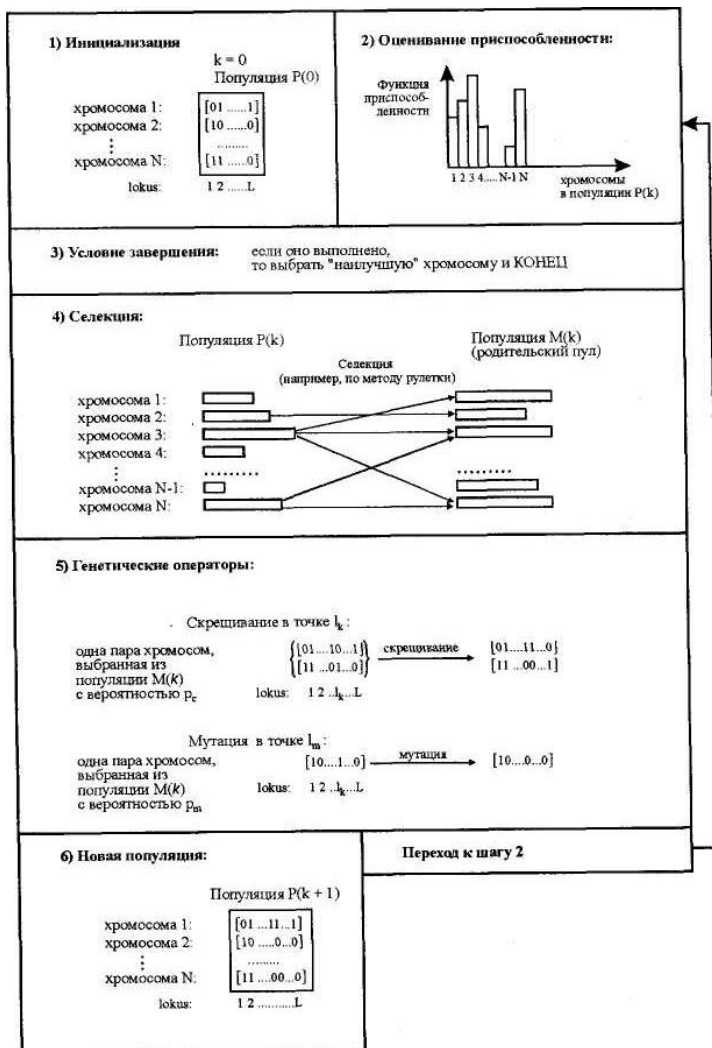 1) Инициализация
k = 0
Популяция P(0)
хромосома 1: [01 ......1]
хромосома 2: [10 ......0]
⋮ .........
хромосома N: [11 ......0]
lokus: 1 2 ......L
2) Оценивание приспособленности:
Функция
приспособ-
ленности
1 2 3 4..... N-1 N
хромосомы
в популяции P(k)
3) Условие завершения: если оно выполнено,
то выбрать "наилучшую" хромосому и КОНЕЦ
4) Селекция:
Популяция P(k)
Популяция M(k)
(родительский пул)
Селекция
(например, по методу рулетки)
хромосома 1:
хромосома 2:
хромосома 3:
хромосома 4:
⋮ ......... .........
хромосома N-1:
хромосома N:
5) Генетические операторы:
Скрещивание в точке lₖ:
одна пара хромосом,
выбранная из
популяции M(k)
с вероятностью p_c
{[01....10...1]}
{[11 ...01...0]}
скрещивание
[01....11...0]
[11 ...00...1]
lokus: 1 2 ..lₖ...L
Мутация в точке lₘ:
одна пара хромосом,
выбранная из
популяции M(k)
с вероятностью pₘ
[10....1...0]
мутация
[10....0...0]
lokus: 1 2 ..lₖ...L
6) Новая популяция:
Переход к шагу 2
Популяция P(k + 1)
хромосома 1: [01 ...11...1]
хромосома 2: [10 .....0...0]
⋮ .........
хромосома N: [11 ....00...0]
lokus: 1 2 ..........L